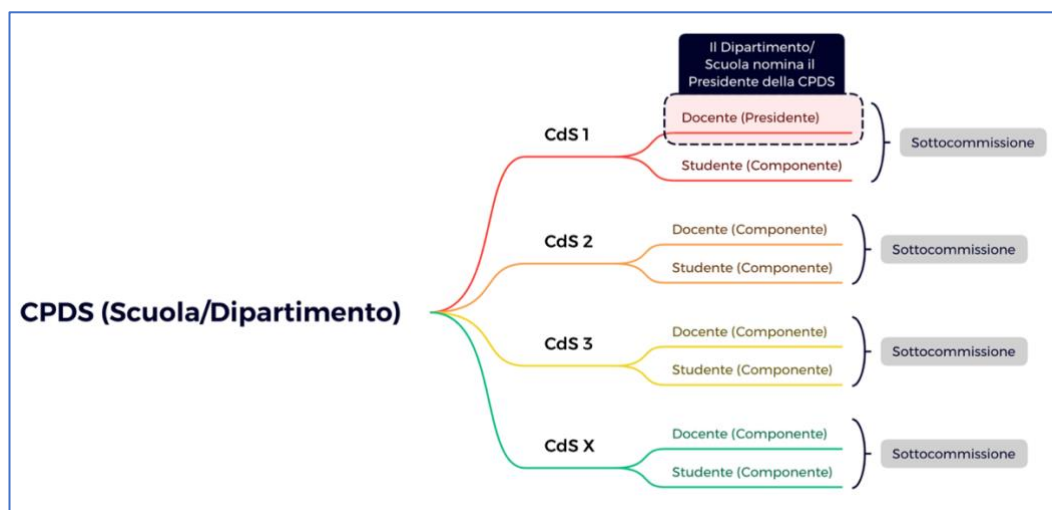 Il Dipartimento/
Scuola nomina il
Presidente della CPDS
CdS 1
Docente (Presidente)
Studente (Componente)
Sottocommissione
CdS 2
Docente (Componente)
Studente (Componente)
Sottocommissione
CPDS (Scuola/Dipartimento)
CdS 3
Docente (Componente)
Studente (Componente)
Sottocommissione
CdS X
Docente (Componente)
Studente (Componente)
Sottocommissione